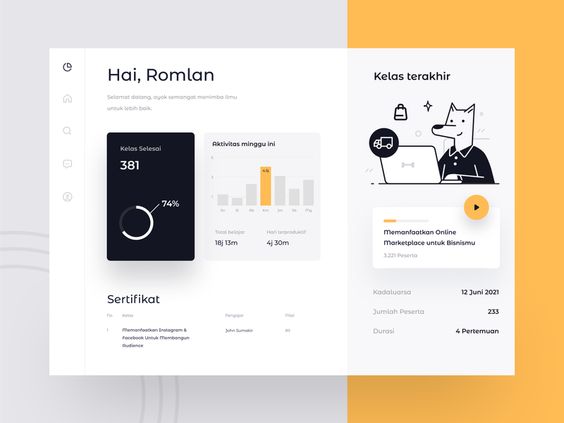 Hai, Romlan
Selamat datang, ayok semangat menimba ilmu
untuk lebih baik.
Kelas Selesai
381
74%
Aktivitas minggu ini
Total belajar
18j 13m
Hari terproduktif
4j 30m
Sertifikat
No
Kelas
Pengajar
Nilai
1
Memanfaatkan Instagram &
Facebook Untuk Membangun
Audience
John Sumakir
Kelas terakhir
Memanfaatkan Online
Marketplace untuk Bisnismu
3.221 Peserta
Kadaluarsa
12 Juni 2021
Jumlah Peserta
233
Durasi
4 Pertemuan